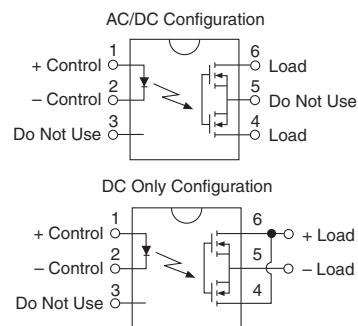 AC/DC Configuration
1 6
+ Control Load
2 5
– Control Do Not Use
3 4
Do Not Use Load
DC Only Configuration
1 6
+ Control + Load
2 5
– Control – Load
3 4
Do Not Use